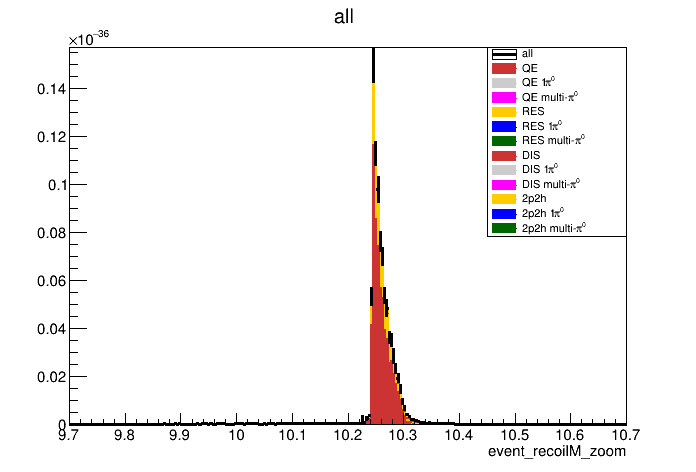 all
×10⁻³⁶
all
QE
QE 1π⁰
QE multi-π⁰
RES
RES 1π⁰
RES multi-π⁰
DIS
DIS 1π⁰
DIS multi-π⁰
2p2h
2p2h 1π⁰
2p2h multi-π⁰
0.14
0.12
0.1
0.08
0.06
0.04
0.02
0
9.7 9.8 9.9 10 10.1 10.2 10.3 10.4 10.5 10.6 10.7
event_recoilM_zoom